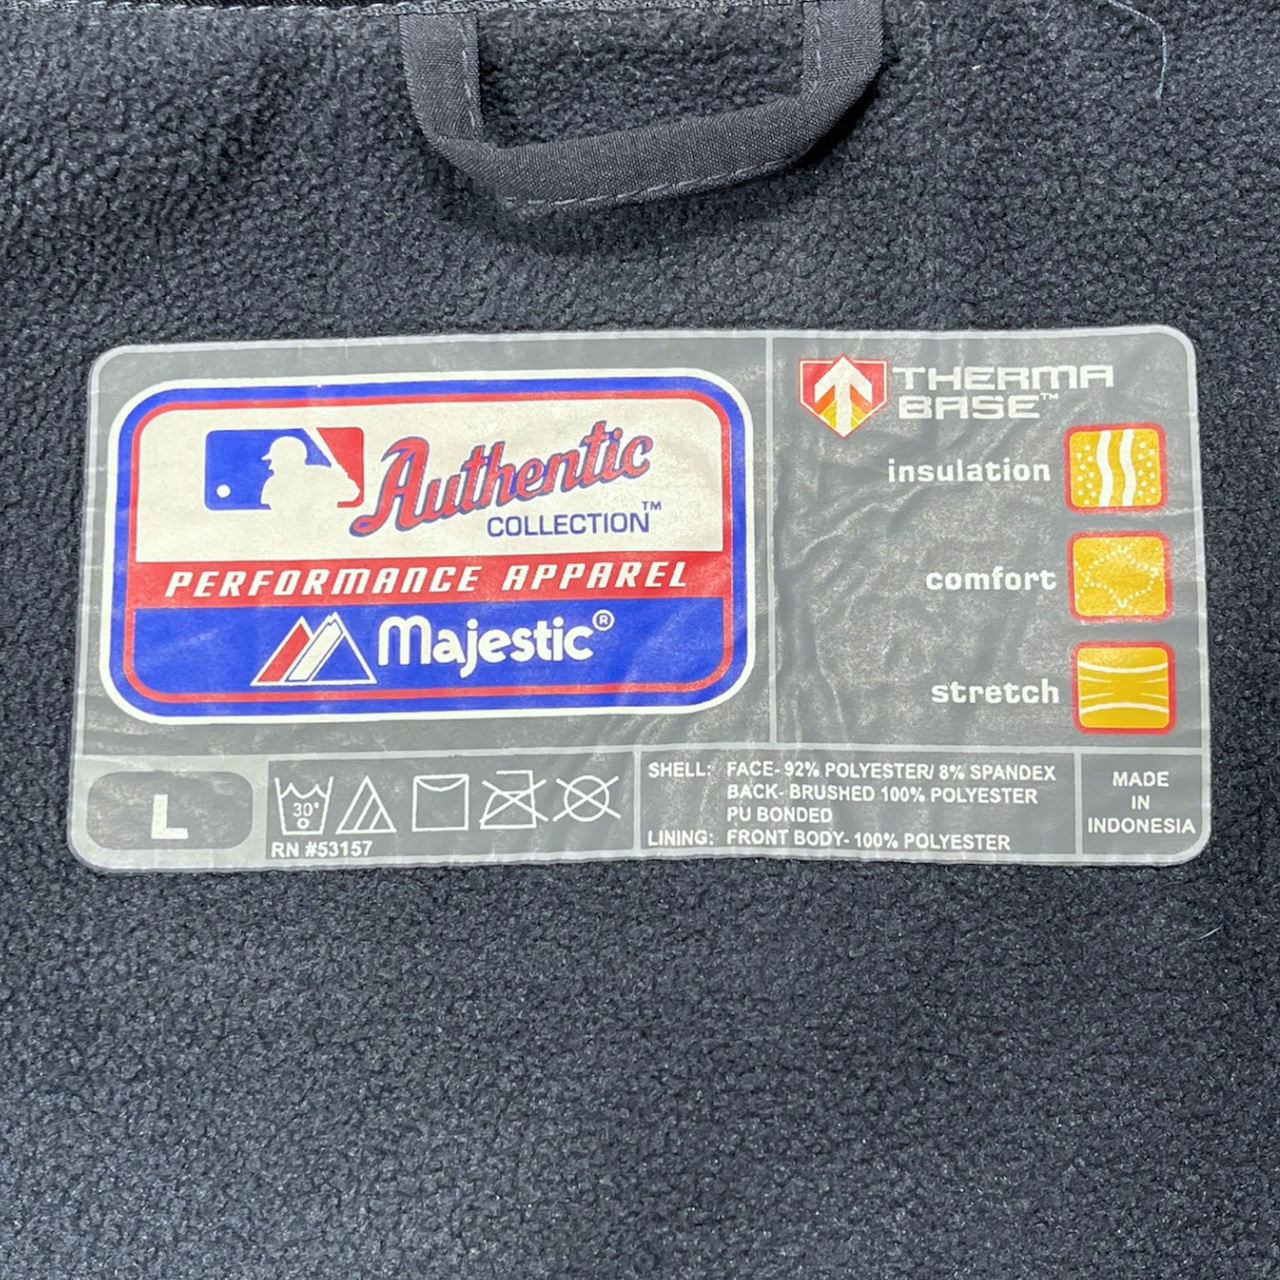 Authentic
COLLECTION™
PERFORMANCE APPAREL
Majestic®
THERMA
BASE™
insulation
comfort
stretch
L
30°
RN #53157
SHELL: FACE- 92% POLYESTER/ 8% SPANDEX
BACK- BRUSHED 100% POLYESTER
PU BONDED
LINING: FRONT BODY- 100% POLYESTER
MADE
IN
INDONESIA